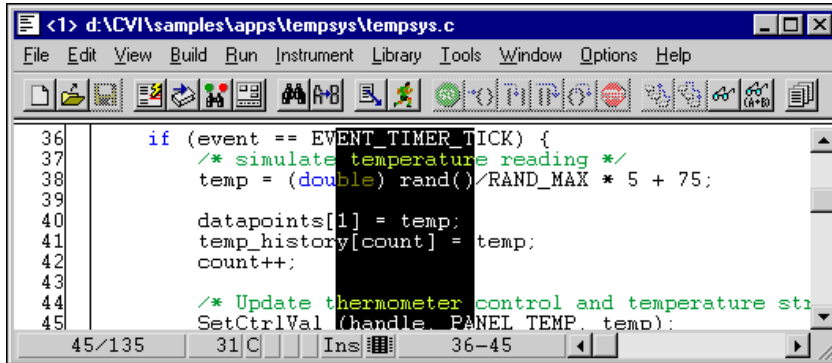 <1> d:\CVI\samples\apps\tempsys\tempsys.c
File Edit View Build Run Instrument Library Tools Window Options Help
36 if (event == EVENT_TIMER_TICK) {
37 /* simulate temperature reading */
38 temp = (double) rand()/RAND_MAX * 5 + 75;
39
40 datapoints[1] = temp;
41 temp_history[count] = temp;
42 count++;
43
44 /* Update thermometer control and temperature str
45 SetCtrlVal (handle, PANEL_TEMP, temp);
45/135 31 C Ins 36-45